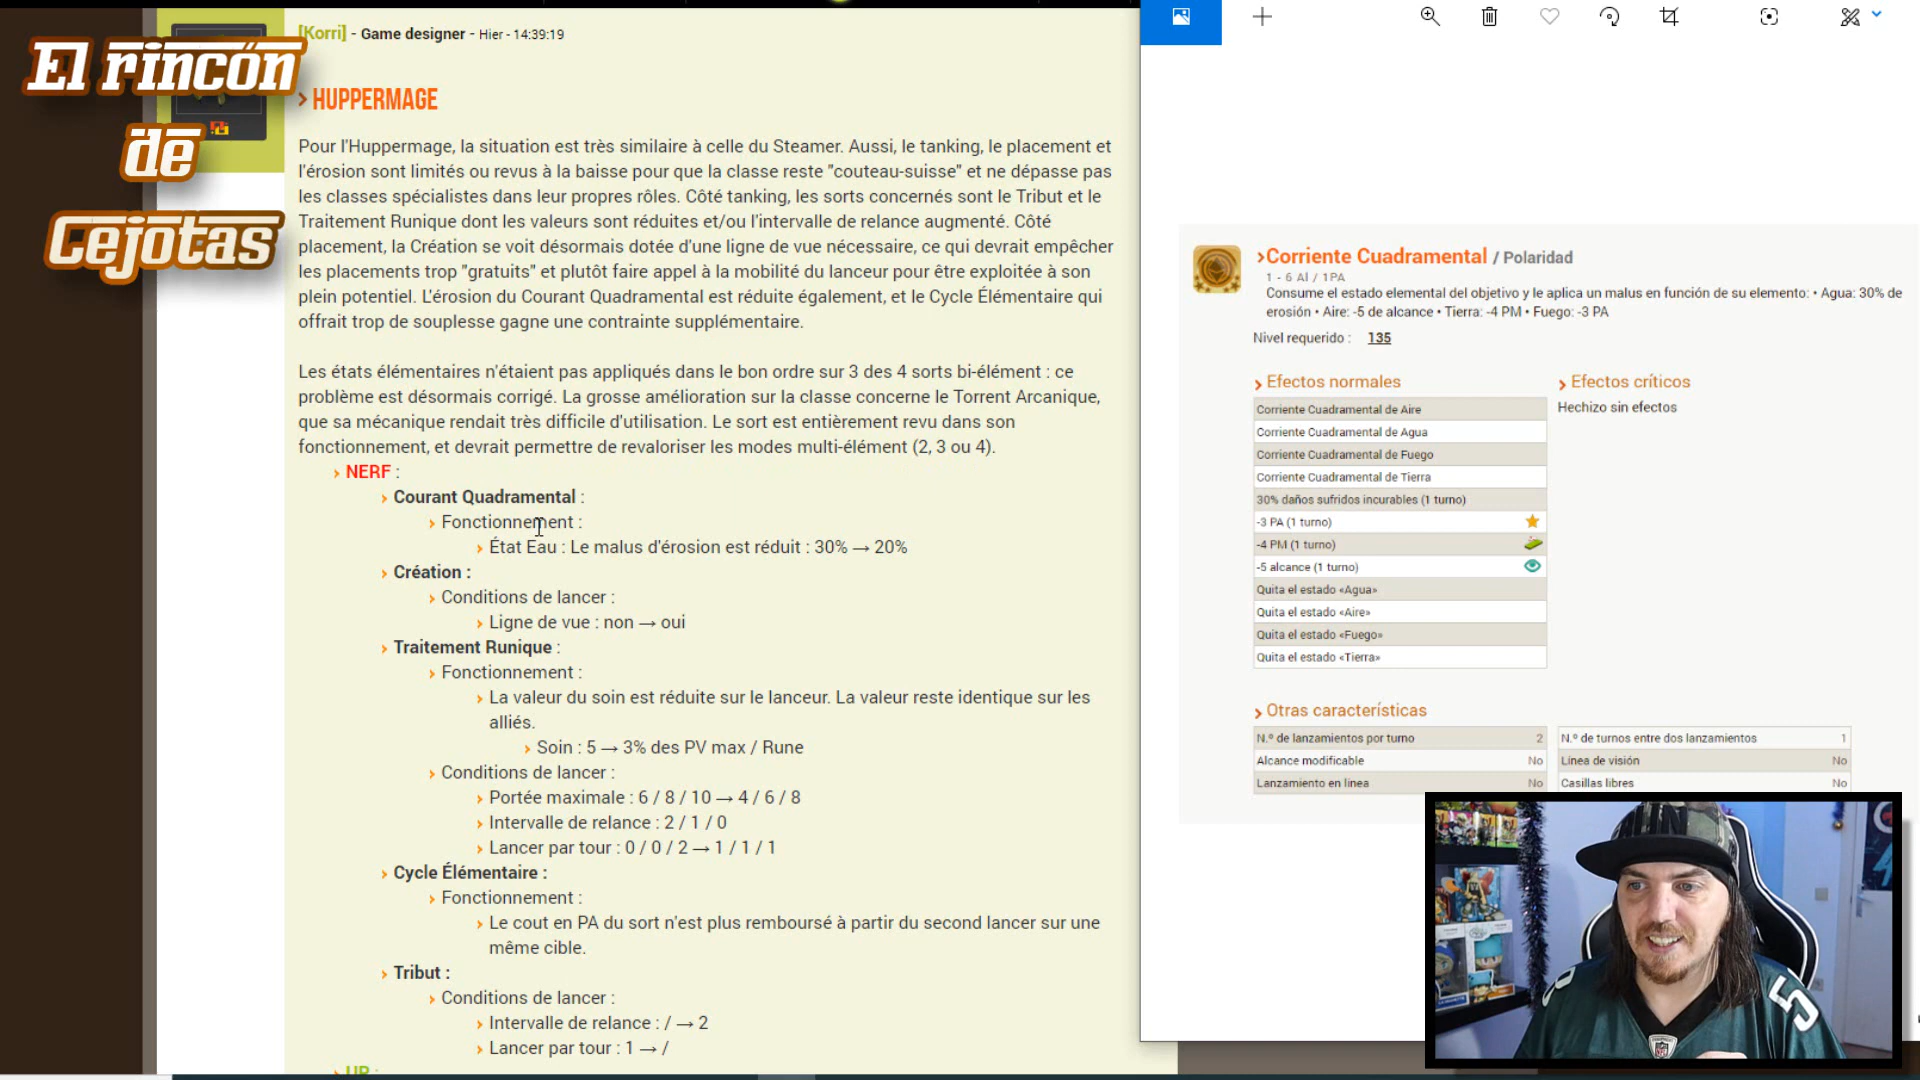 El rincón
de
Cejotas
[Korri] - Game designer - Hier - 14:39:19
HUPPERMAGE
Pour l'Huppermage, la situation est très similaire à celle du Steamer. Aussi, le tanking, le placement et
l'érosion sont limités ou revus à la baisse pour que la classe reste "couteau-suisse" et ne dépasse pas
les classes spécialistes dans leur propres rôles. Côté tanking, les sorts concernés sont le Tribut et le
Traitement Runique dont les valeurs sont réduites et/ou l'intervalle de relance augmenté. Côté
placement, la Création se voit désormais dotée d'une ligne de vue nécessaire, ce qui devrait empêcher
les placements trop "gratuits" et plutôt faire appel à la mobilité du lanceur pour être exploitée à son
plein potentiel. L'érosion du Courant Quadramental est réduite également, et le Cycle Élémentaire qui
offrait trop de souplesse gagne une contrainte supplémentaire.
Les états élémentaires n'étaient pas appliqués dans le bon ordre sur 3 des 4 sorts bi-élément : ce
problème est désormais corrigé. La grosse amélioration sur la classe concerne le Torrent Arcanique,
que sa mécanique rendait très difficile d'utilisation. Le sort est entièrement revu dans son
fonctionnement, et devrait permettre de revaloriser les modes multi-élément (2, 3 ou 4).
NERF :
Courant Quadramental :
Fonctionnement :
État Eau : Le malus d'érosion est réduit : 30% → 20%
Création :
Conditions de lancer :
Ligne de vue : non → oui
Traitement Runique :
Fonctionnement :
La valeur du soin est réduite sur le lanceur. La valeur reste identique sur les
alliés.
Soin : 5 → 3% des PV max / Rune
Conditions de lancer :
Portée maximale : 6 / 8 / 10 → 4 / 6 / 8
Intervalle de relance : 2 / 1 / 0
Lancer par tour : 0 / 0 / 2 → 1 / 1 / 1
Cycle Élémentaire :
Fonctionnement :
Le cout en PA du sort n'est plus remboursé à partir du second lancer sur une
même cible.
Tribut :
Conditions de lancer :
Intervalle de relance : / → 2
Lancer par tour : 1 → /
UP :
Corriente Cuadramental / Polaridad
1 - 6 Al / 1PA
Consume el estado elemental del objetivo y le aplica un malus en función de su elemento: • Agua: 30% de
erosión • Aire: -5 de alcance • Tierra: -4 PM • Fuego: -3 PA
Nivel requerido : 135
Efectos normales
Corriente Cuadramental de Aire
Corriente Cuadramental de Agua
Corriente Cuadramental de Fuego
Corriente Cuadramental de Tierra
30% daños sufridos incurables (1 turno)
-3 PA (1 turno)
-4 PM (1 turno)
-5 alcance (1 turno)
Quita el estado «Agua»
Quita el estado «Aire»
Quita el estado «Fuego»
Quita el estado «Tierra»
Efectos críticos
Hechizo sin efectos
Otras características
N.º de lanzamientos por turno 2
Alcance modificable No
Lanzamiento en línea No
N.º de turnos entre dos lanzamientos 1
Línea de visión No
Casillas libres No